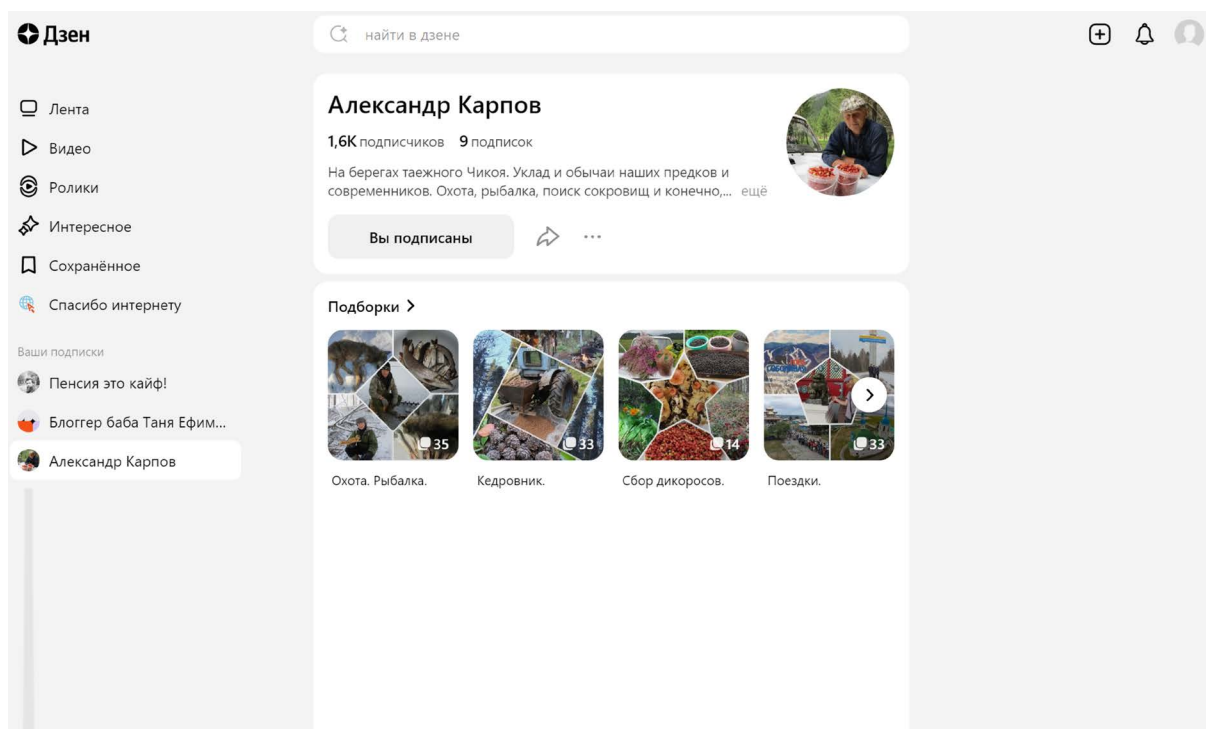 Дзен
найти в дзене
Лента
Видео
Ролики
Интересное
Сохранённое
Спасибо интернету
Ваши подписки
Пенсия это кайф!
Блоггер баба Таня Ефим...
Александр Карпов
Александр Карпов
1,6K подписчиков 9 подписок
На берегах таежного Чикоя. Уклад и обычаи наших предков и
современников. Охота, рыбалка, поиск сокровищ и конечно,... ещё
Вы подписаны
Подборки
35
33
14
33
Охота. Рыбалка.
Кедровник.
Сбор дикоросов.
Поездки.